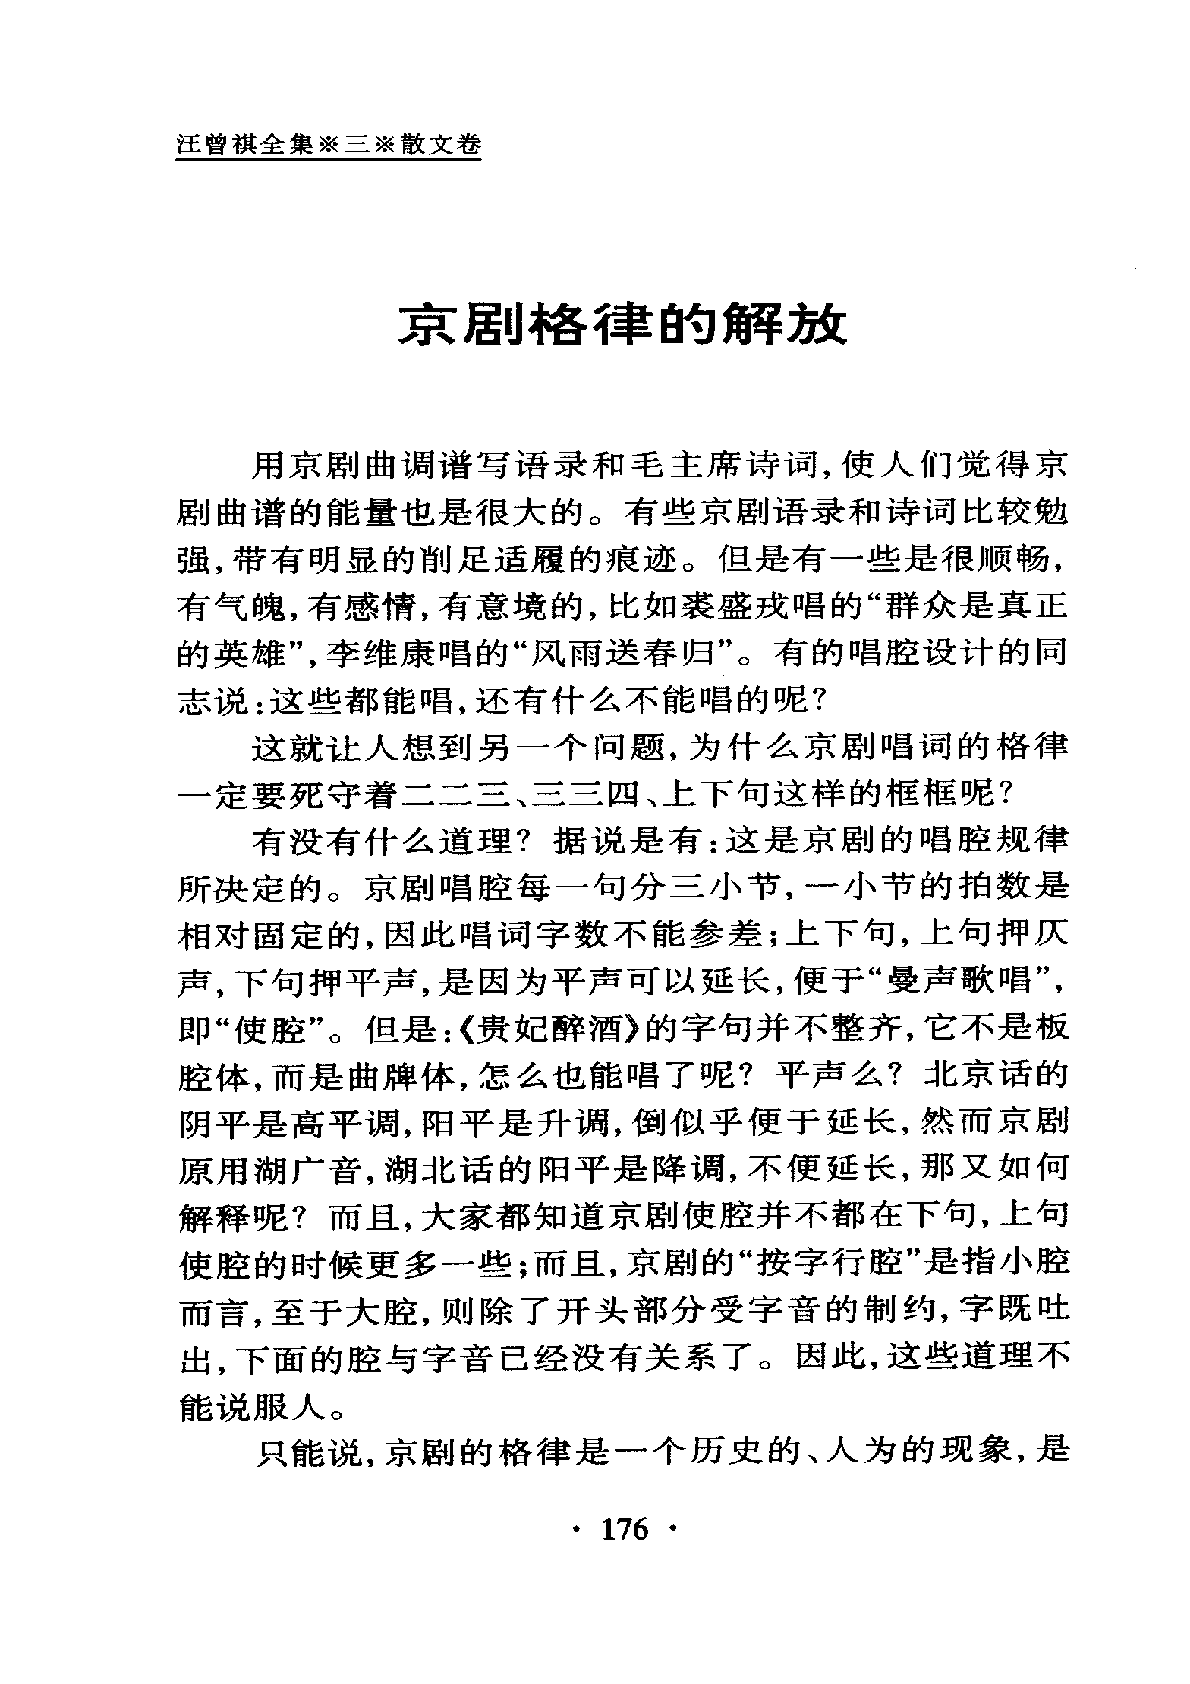 汪曾祺全集※三※散文卷
京剧格律的解放
用京剧曲调谱写语录和毛主席诗词，使人们觉得京
剧曲谱的能量也是很大的。有些京剧语录和诗词比较勉
强，带有明显的削足适履的痕迹。但是有一些是很顺畅，
有气魄，有感情，有意境的，比如裘盛戎唱的“群众是真正
的英雄”，李维康唱的“风雨送春归”。有的唱腔设计的同
志说：这些都能唱，还有什么不能唱的呢？
这就让人想到另一个问题，为什么京剧唱词的格律
一定要死守着二二三、三三四、上下句这样的框框呢？
有没有什么道理？据说是有：这是京剧的唱腔规律
所决定的。京剧唱腔每一句分三小节，一小节的拍数是
相对固定的，因此唱词字数不能参差；上下句，上句押仄
声，下句押平声，是因为平声可以延长，便于“曼声歌唱”，
即“使腔”。但是：《贵妃醉酒》的字句并不整齐，它不是板
腔体，而是曲牌体，怎么也能唱了呢？平声么？北京话的
阴平是高平调，阳平是升调，倒似乎便于延长，然而京剧
原用湖广音，湖北话的阳平是降调，不便延长，那又如何
解释呢？而且，大家都知道京剧使腔并不都在下句，上句
使腔的时候更多一些；而且，京剧的“按字行腔”是指小腔
而言，至于大腔，则除了开头部分受字音的制约，字既吐
出，下面的腔与字音已经没有关系了。因此，这些道理不
能说服人。
只能说，京剧的格律是一个历史的、人为的现象，是
· 176 ·